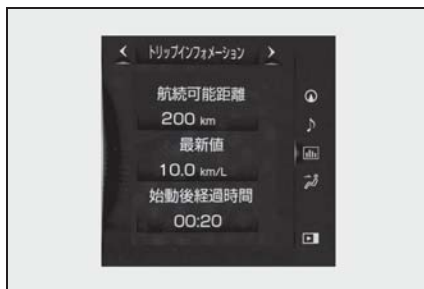 トリップインフォメーション
航続可能距離
200 km
最新値
10.0 km/L
始動後経過時間
00:20